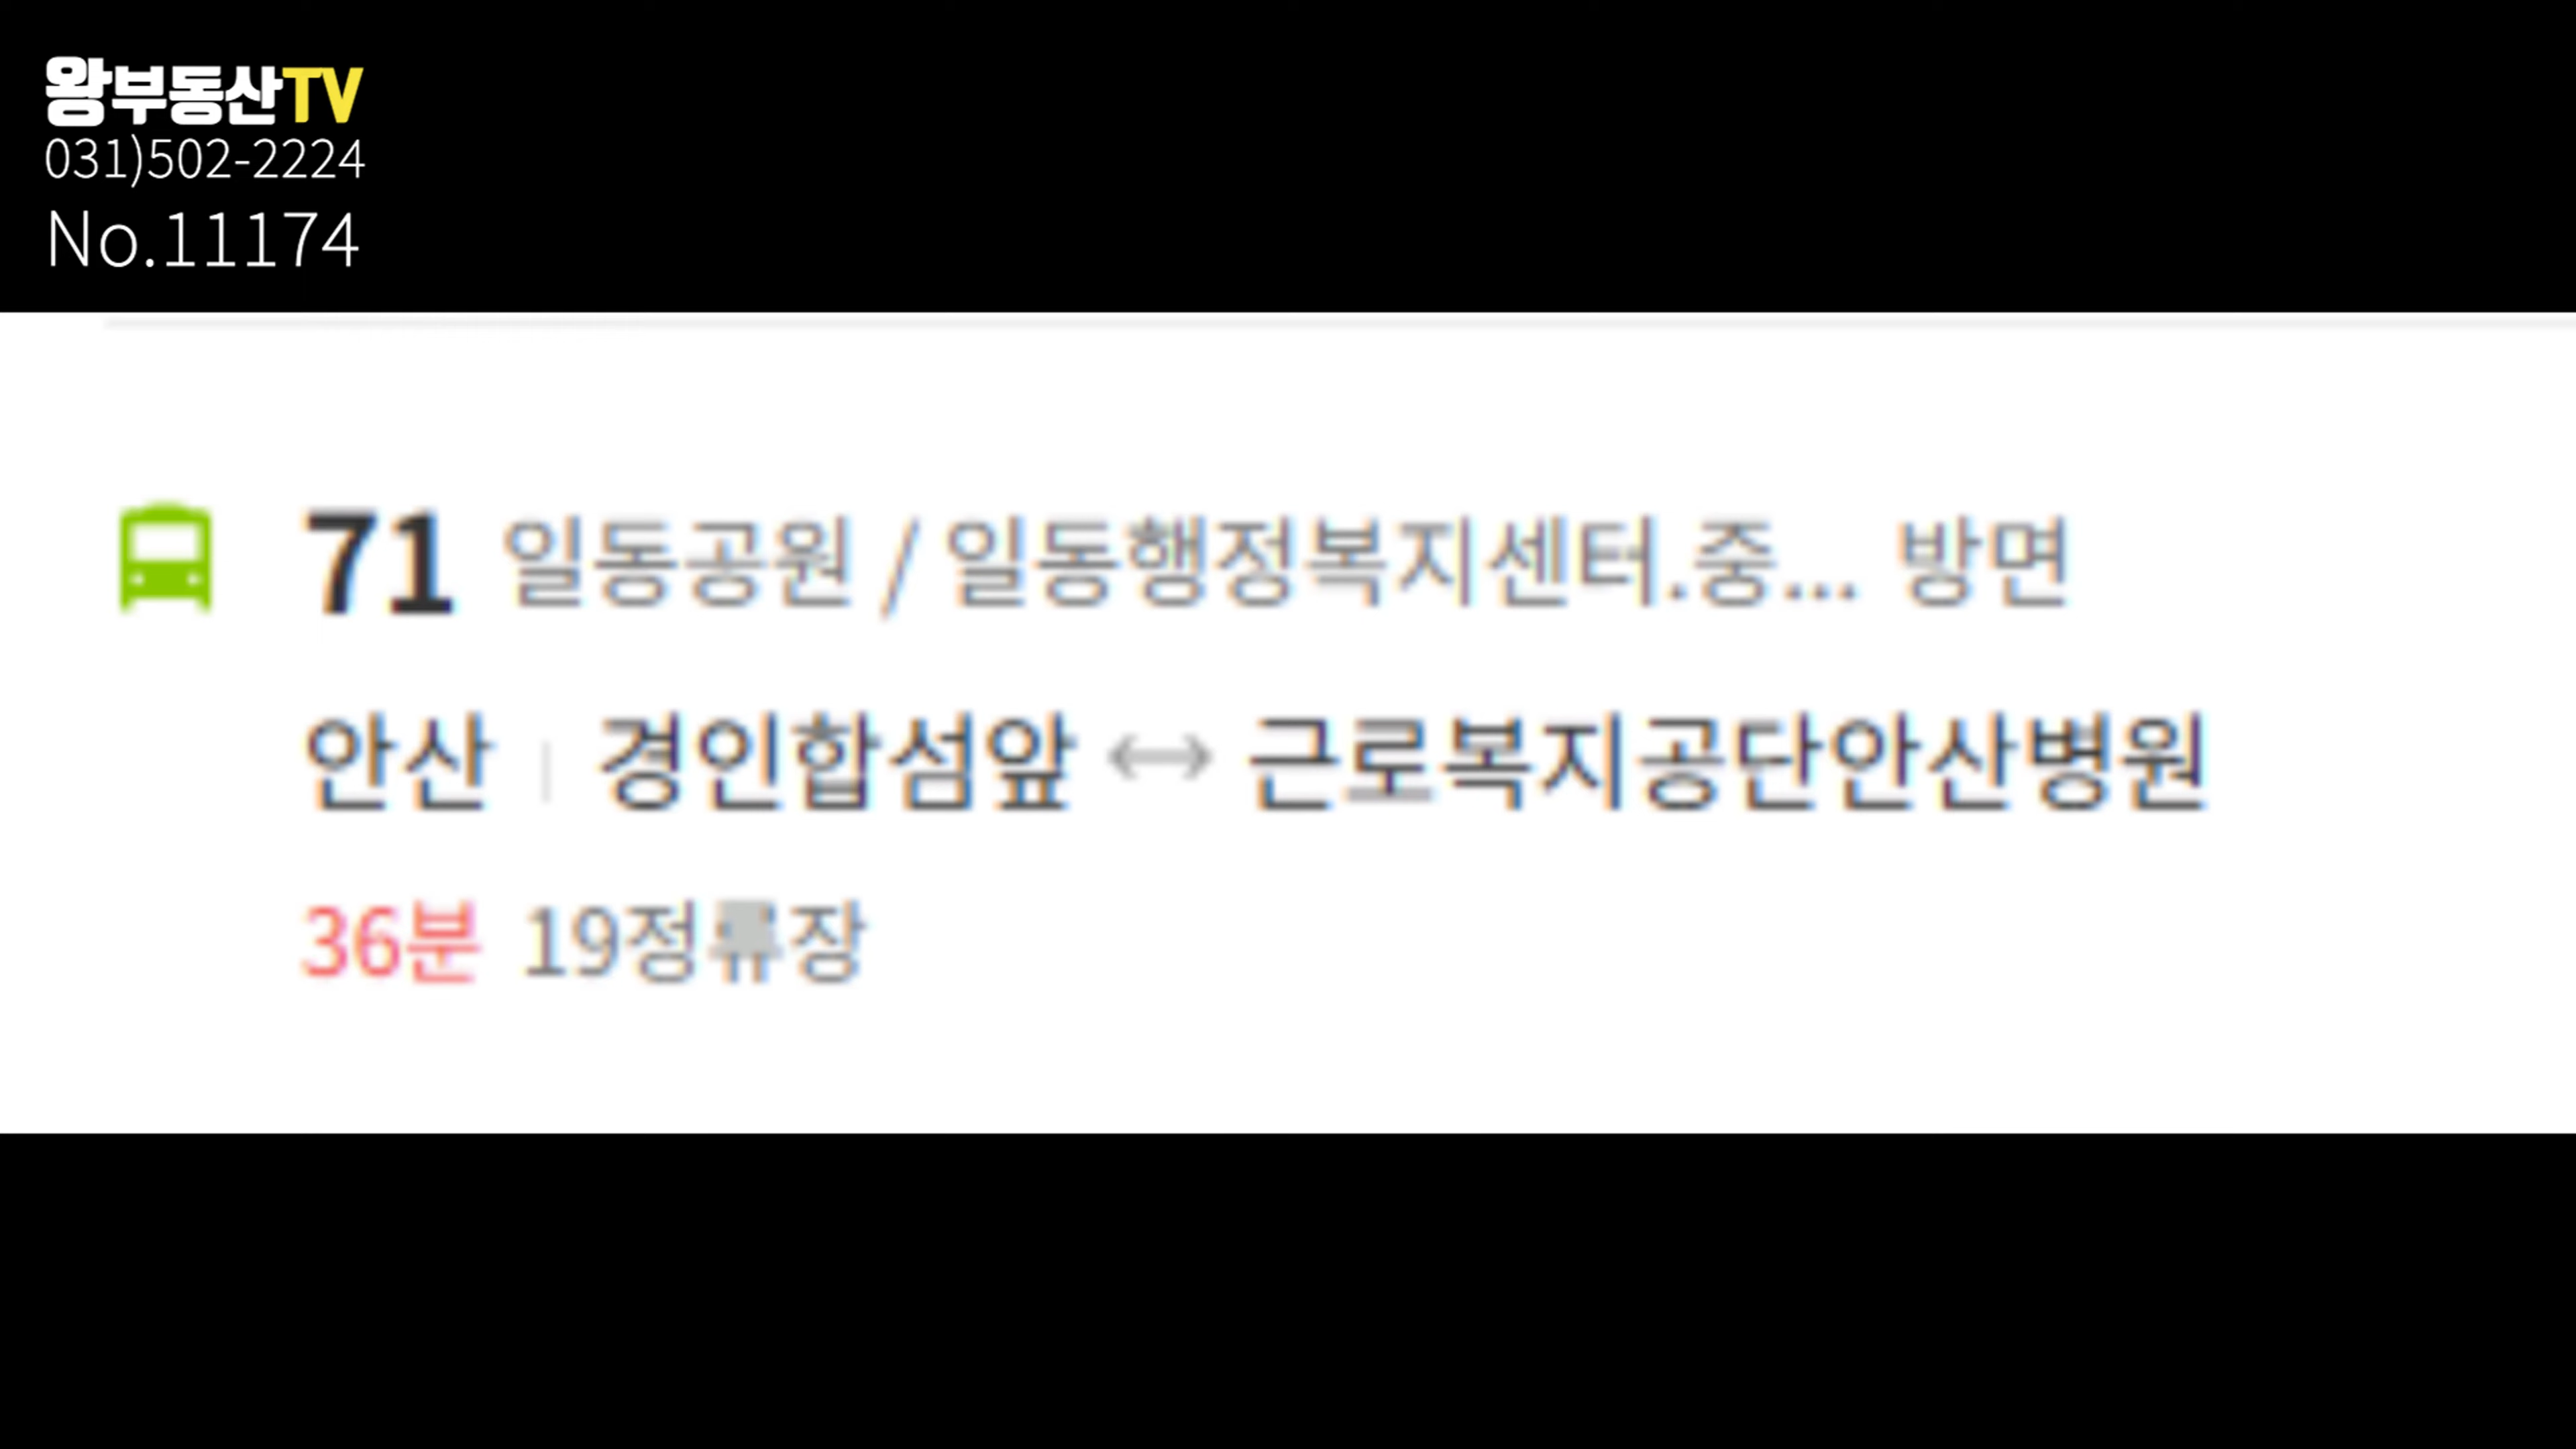 왕부동산TV
031)502-2224
No.11174
71 일동공원 / 일동행정복지센터.중... 방면
안산 | 경인합섬앞 ↔ 근로복지공단안산병원
36분 19정류장